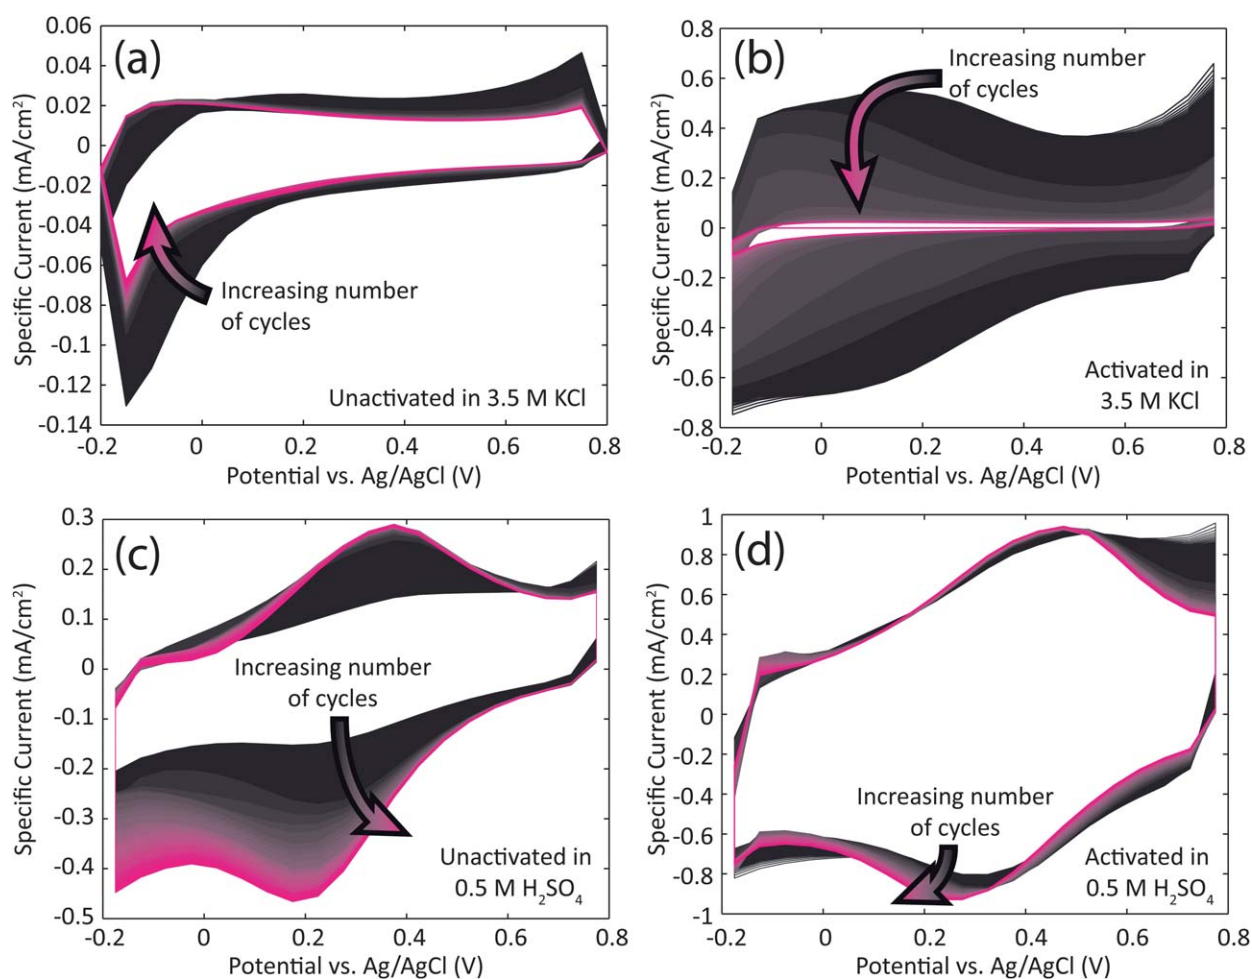 (a)
Specific Current (mA/cm²)
0.06
0.04
0.02
0
-0.02
-0.04
-0.06
-0.08
-0.1
-0.12
-0.14
Increasing number
of cycles
Unactivated in 3.5 M KCl
-0.2
0
0.2
0.4
0.6
0.8
Potential vs. Ag/AgCl (V)
(b)
Specific Current (mA/cm²)
0.8
0.6
0.4
0.2
0
-0.2
-0.4
-0.6
-0.8
Increasing number
of cycles
Activated in
3.5 M KCl
-0.2
0
0.2
0.4
0.6
0.8
Potential vs. Ag/AgCl (V)
(c)
Specific Current (mA/cm²)
0.3
0.2
0.1
0
-0.1
-0.2
-0.3
-0.4
-0.5
Increasing number
of cycles
Unactivated in
0.5 M H₂SO₄
-0.2
0
0.2
0.4
0.6
0.8
Potential vs. Ag/AgCl (V)
(d)
Specific Current (mA/cm²)
1
0.8
0.6
0.4
0.2
0
-0.2
-0.4
-0.6
-0.8
-1
Increasing number
of cycles
Activated in
0.5 M H₂SO₄
-0.2
0
0.2
0.4
0.6
0.8
Potential vs. Ag/AgCl (V)